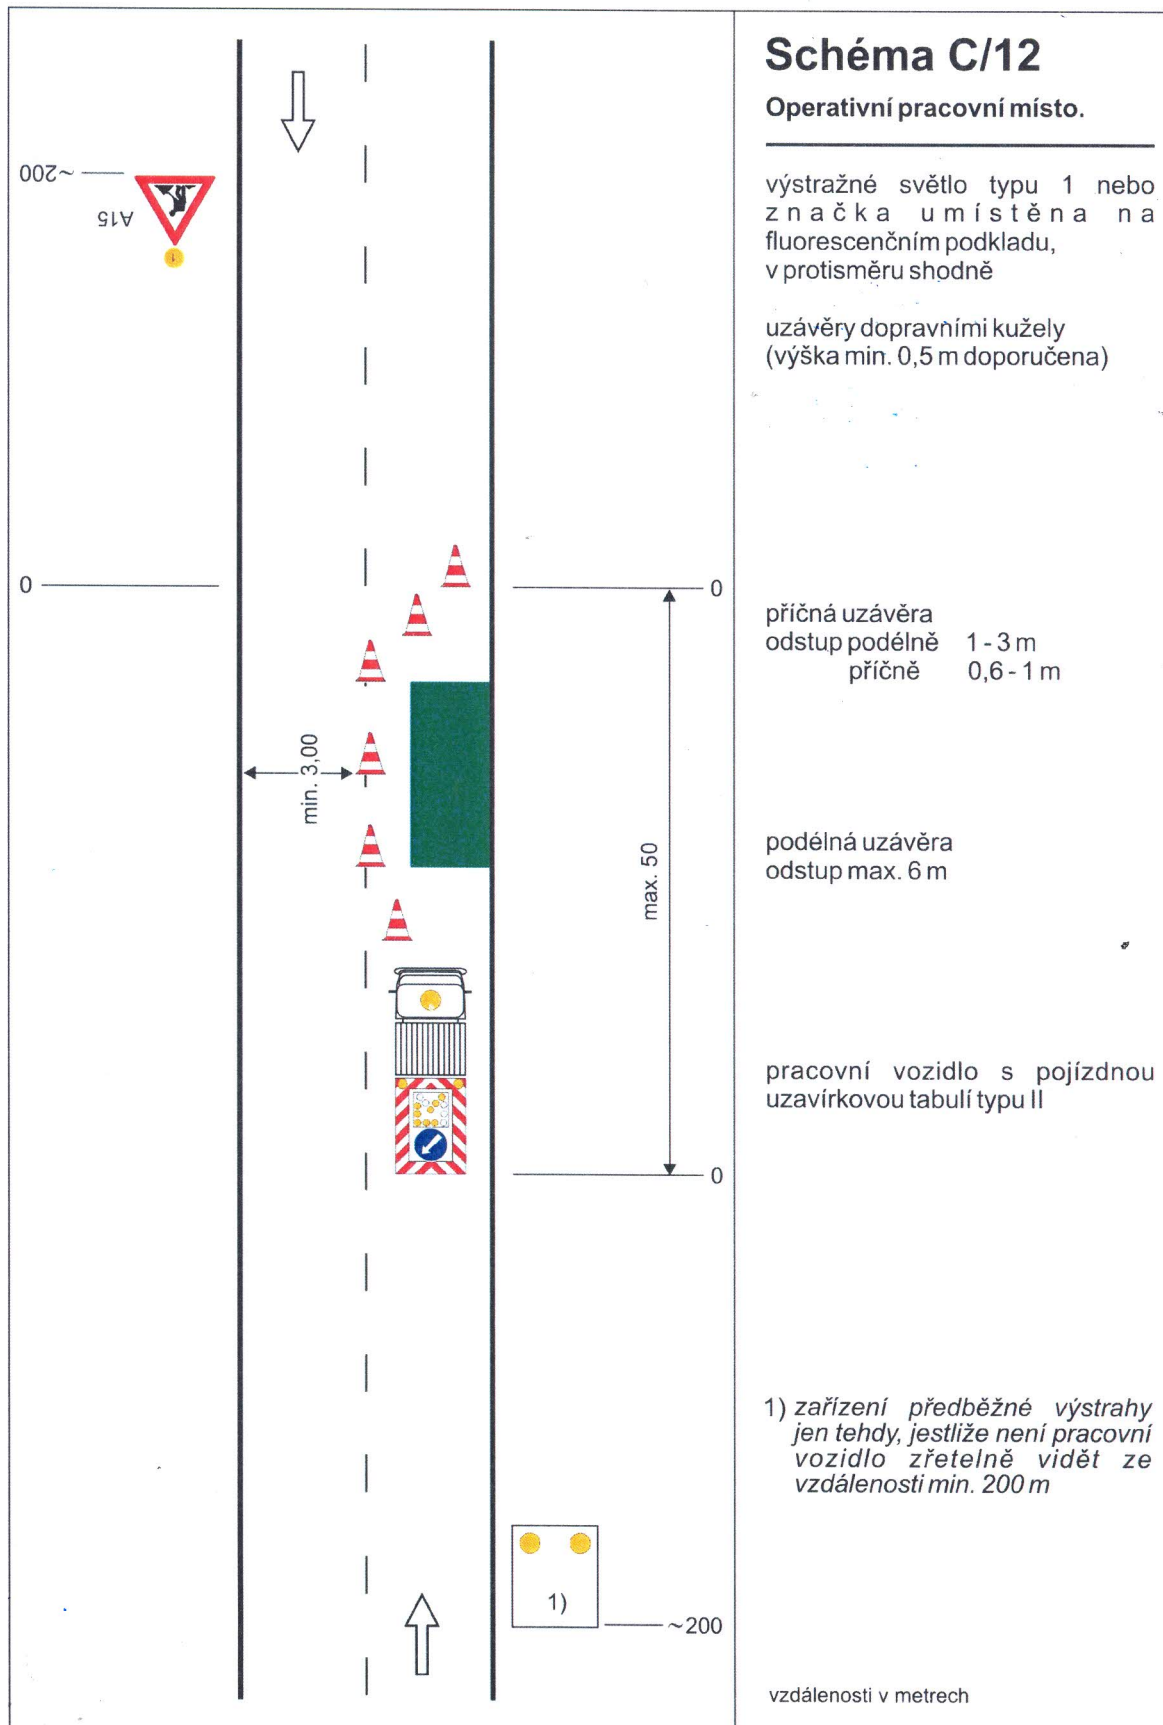 Schéma C/12
Operativní pracovní místo.
výstražné světlo typu 1 nebo
značka umístěna na
fluorescenčním podkladu,
v protisměru shodně
uzávěry dopravními kužely
(výška min. 0,5 m doporučena)
příčná uzávěra
odstup podélně 1 - 3 m
příčně 0,6 - 1 m
podélná uzávěra
odstup max. 6 m
pracovní vozidlo s pojízdnou
uzavírkovou tabulí typu II
1) zařízení předběžné výstrahy
jen tehdy, jestliže není pracovní
vozidlo zřetelně vidět ze
vzdálenosti min. 200 m
vzdálenosti v metrech
~200
A15
1
0
0
min. 3,00
max. 50
0
1)
~200